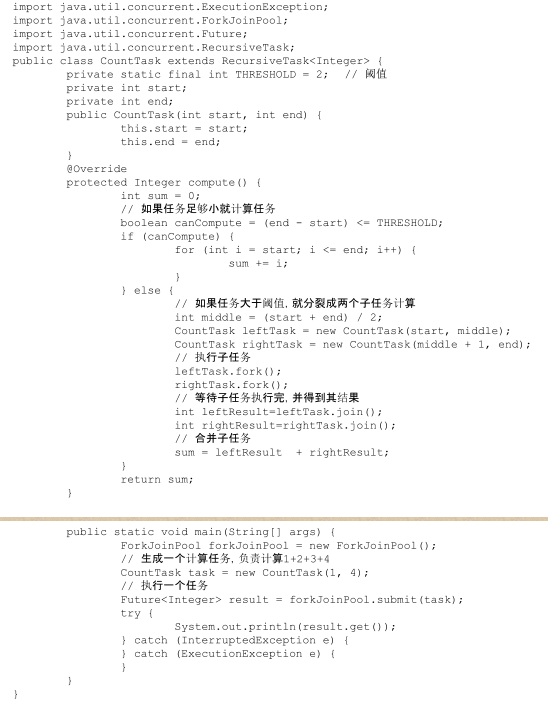 import java.util.concurrent.ExecutionException;
import java.util.concurrent.ForkJoinPool;
import java.util.concurrent.Future;
import java.util.concurrent.RecursiveTask;
public class CountTask extends RecursiveTask<Integer> {
        private static final int THRESHOLD = 2;  // 阈值
        private int start;
        private int end;
        public CountTask(int start, int end) {
                this.start = start;
                this.end = end;
        }
        @Override
        protected Integer compute() {
                int sum = 0;
                // 如果任务足够小就计算任务
                boolean canCompute = (end - start) <= THRESHOLD;
                if (canCompute) {
                        for (int i = start; i <= end; i++) {
                                sum += i;
                        }
                } else {
                        // 如果任务大于阈值, 就分裂成两个子任务计算
                        int middle = (start + end) / 2;
                        CountTask leftTask = new CountTask(start, middle);
                        CountTask rightTask = new CountTask(middle + 1, end);
                        // 执行子任务
                        leftTask.fork();
                        rightTask.fork();
                        // 等待子任务执行完, 并得到其结果
                        int leftResult=leftTask.join();
                        int rightResult=rightTask.join();
                        // 合并子任务
                        sum = leftResult  + rightResult;
                }
                return sum;
        }
        public static void main(String[] args) {
                ForkJoinPool forkJoinPool = new ForkJoinPool();
                // 生成一个计算任务, 负责计算1+2+3+4
                CountTask task = new CountTask(1, 4);
                // 执行一个任务
                Future<Integer> result = forkJoinPool.submit(task);
                try {
                        System.out.println(result.get());
                } catch (InterruptedException e) {
                } catch (ExecutionException e) {
                }
        }
}